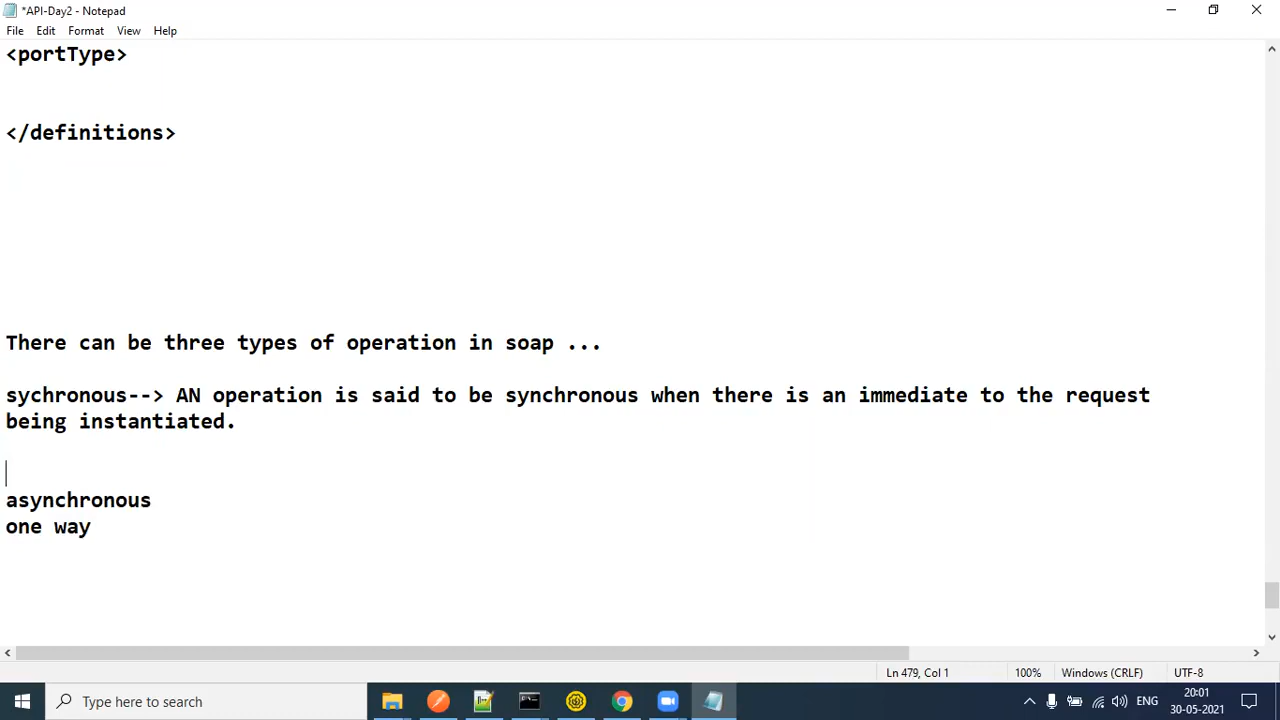 *API-Day2 - Notepad
File Edit Format View Help
<portType>
</definitions>
There can be three types of operation in soap ...
sychronous--> AN operation is said to be synchronous when there is an immediate to the request
being instantiated.
asynchronous
one way
Ln 479, Col 1 100% Windows (CRLF) UTF-8
Type here to search
ENG
20:01
30-05-2021